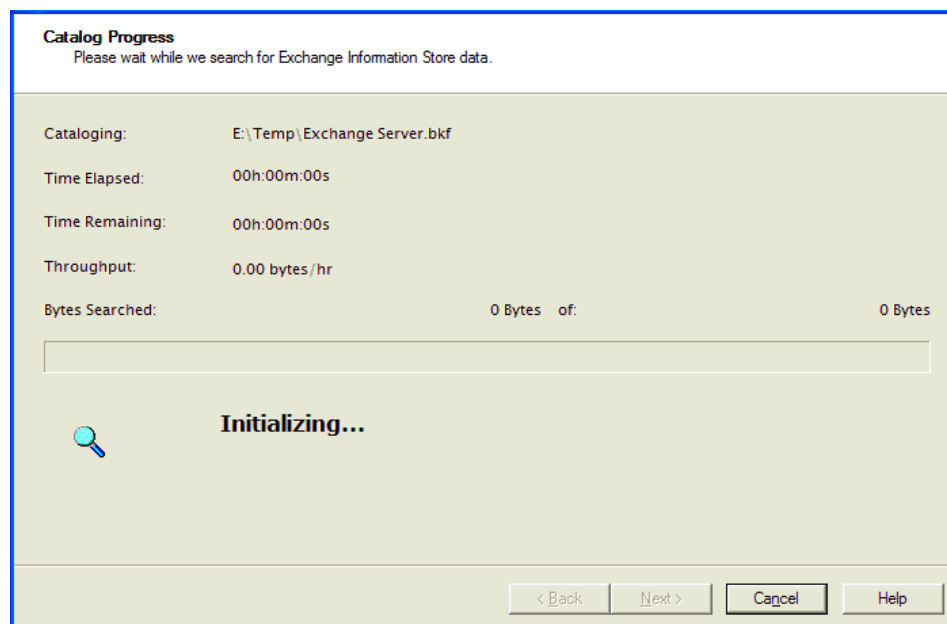 Catalog Progress
Please wait while we search for Exchange Information Store data.
Cataloging: E:\Temp\Exchange Server.bkf
Time Elapsed: 00h:00m:00s
Time Remaining: 00h:00m:00s
Throughput: 0.00 bytes/hr
Bytes Searched: 0 Bytes of: 0 Bytes
Initializing...
< Back Next > Cancel Help